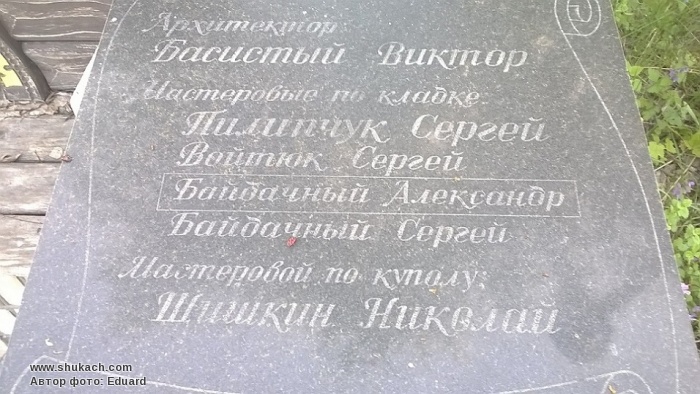 Архитектор:
Басистый Виктор
Мастеровые по кладке:
Пилипчук Сергей
Войтюк Сергей
Байдачный Александр
Байдачный Сергей
Мастеровой по куполу:
Шишкин Николай
www.shukach.com
Автор фото: Eduard